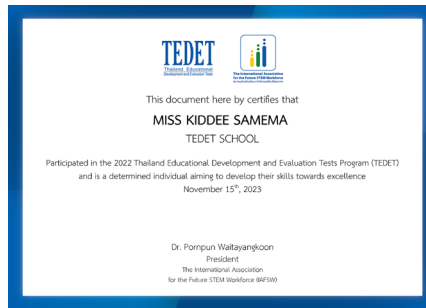 TEDET
Thailand Educational
Development and Evaluation Tests
The International Association
for the Future STEM Workforce
This document here by certifies that
MISS KIDDEE SAMEMA
TEDET SCHOOL
Participated in the 2022 Thailand Educational Development and Evaluation Tests Program (TEDET)
and is a determined individual aiming to develop their skills towards excellence
November 15th, 2023
Dr. Pornpun Waitayangkoon
President
The International Association
for the Future STEM Workforce (IAFSW)